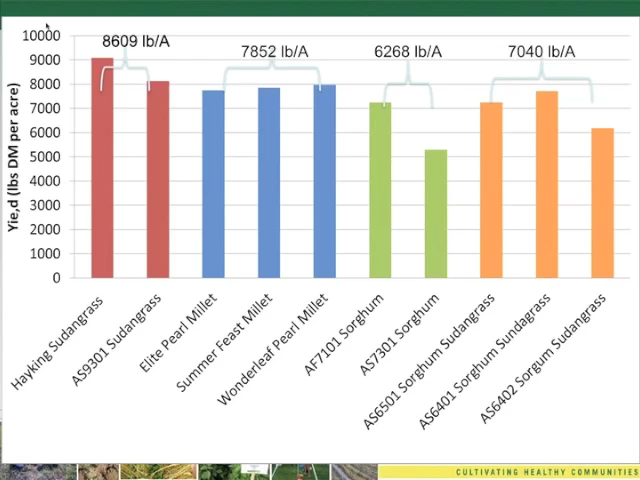 8609 lb/A
7852 lb/A
6268 lb/A
7040 lb/A
Yie,d (lbs DM per acre)
10000
9000
8000
7000
6000
5000
4000
3000
2000
1000
0
Hayking Sudangrass
AS9301 Sudangrass
Elite Pearl Millet
Summer Feast Millet
Wonderleaf Pearl Millet
AF7101 Sorghum
AS7301 Sorghum
AS6501 Sorghum Sudangrass
AS6401 Sorghum Sundagrass
AS6402 Sorgum Sudangrass
CULTIVATING HEALTHY COMMUNITIES